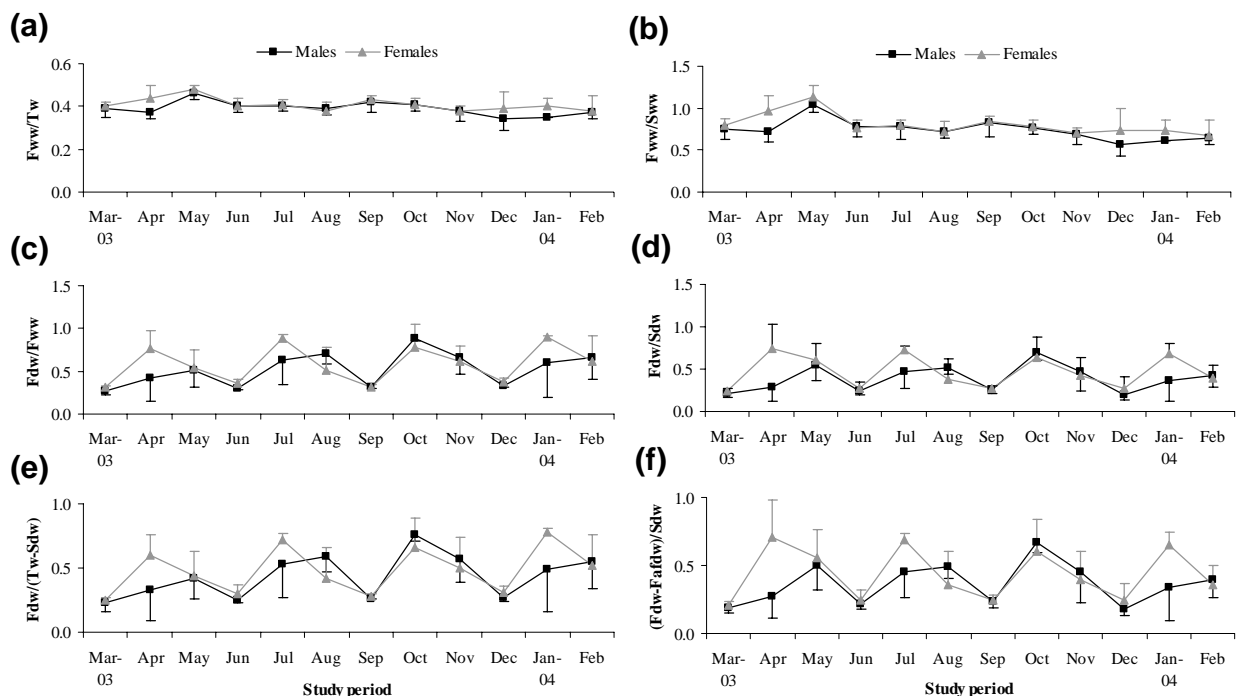 (a)
Males Females
Fww/Tw
0.6
0.4
0.2
0.0
Mar-03 Apr May Jun Jul Aug Sep Oct Nov Dec Jan-04 Feb
(b)
Males Females
Fww/Sww
1.5
1.0
0.5
0.0
Mar-03 Apr May Jun Jul Aug Sep Oct Nov Dec Jan-04 Feb
(c)
Fdw/Fww
1.5
1.0
0.5
0.0
Mar-03 Apr May Jun Jul Aug Sep Oct Nov Dec Jan-04 Feb
(d)
Fdw/Sdw
1.5
1.0
0.5
0.0
Mar-03 Apr May Jun Jul Aug Sep Oct Nov Dec Jan-04 Feb
(e)
Fdw/(Tw-Sdw)
1.0
0.5
0.0
Mar-03 Apr May Jun Jul Aug Sep Oct Nov Dec Jan-04 Feb
Study period
(f)
(Fdw-Fafdw)/Sdw
1.0
0.5
0.0
Mar-03 Apr May Jun Jul Aug Sep Oct Nov Dec Jan-04 Feb
Study period